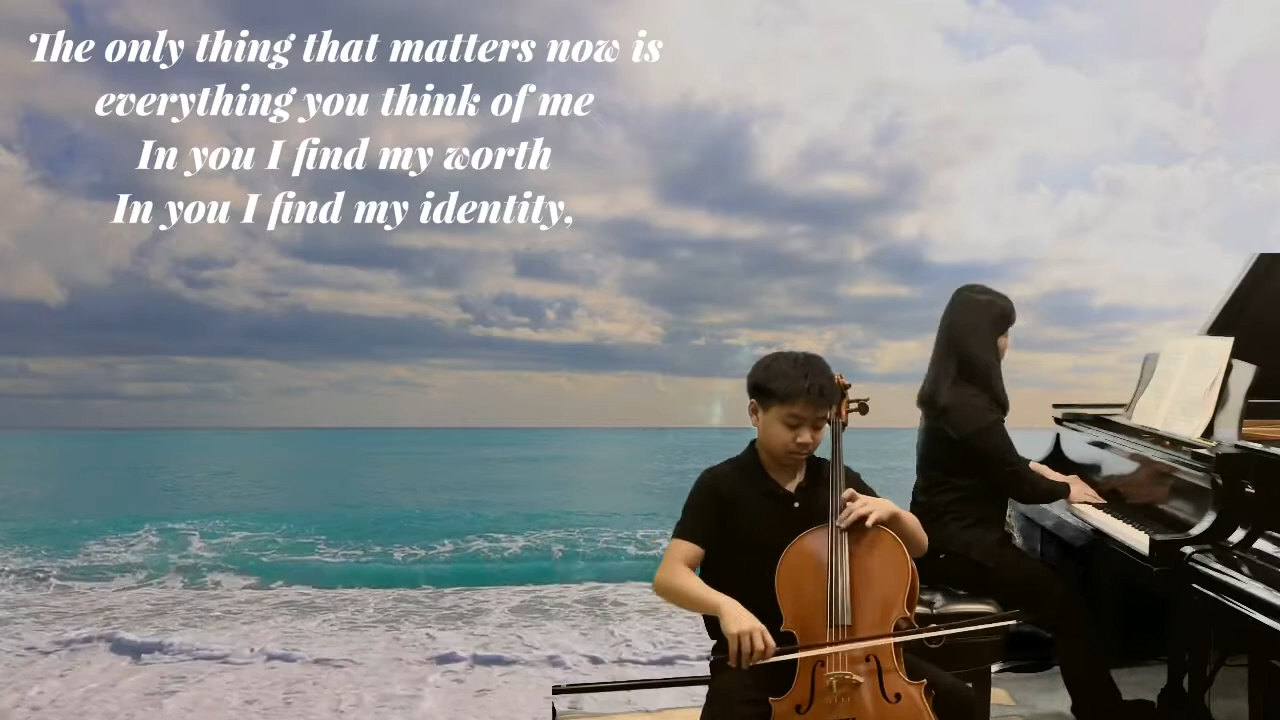 The only thing that matters now is
everything you think of me
In you I find my worth
In you I find my identity,